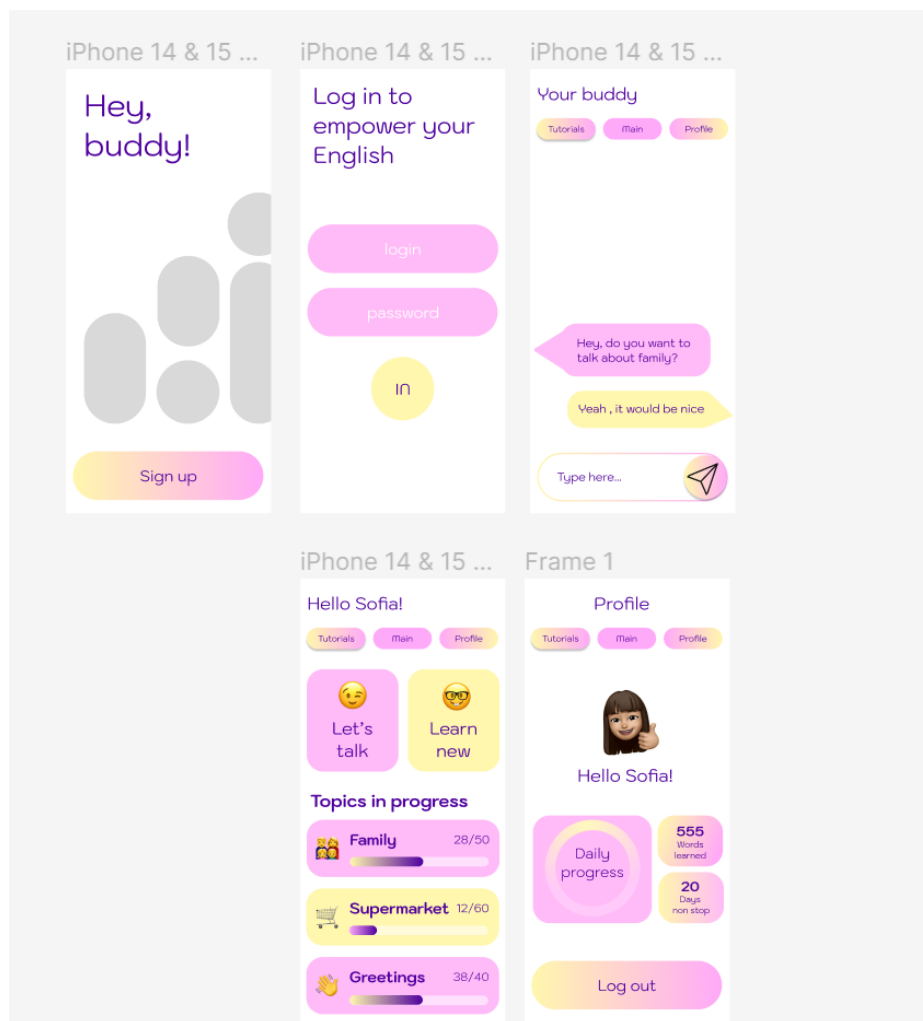 iPhone 14 & 15 ...
Hey,
buddy!
Sign up
iPhone 14 & 15 ...
Log in to
empower your
English
login
password
IN
iPhone 14 & 15 ...
Your buddy
Tutorials
Main
Profile
Hey, do you want to
talk about family?
Yeah , it would be nice
Type here...
iPhone 14 & 15 ...
Hello Sofia!
Tutorials
Main
Profile
Let's
talk
Learn
new
Topics in progress
Family 28/50
Supermarket 12/60
Greetings 38/40
Frame 1
Profile
Tutorials
Main
Profile
Hello Sofia!
Daily
progress
555
Words
learned
20
Days
non stop
Log out